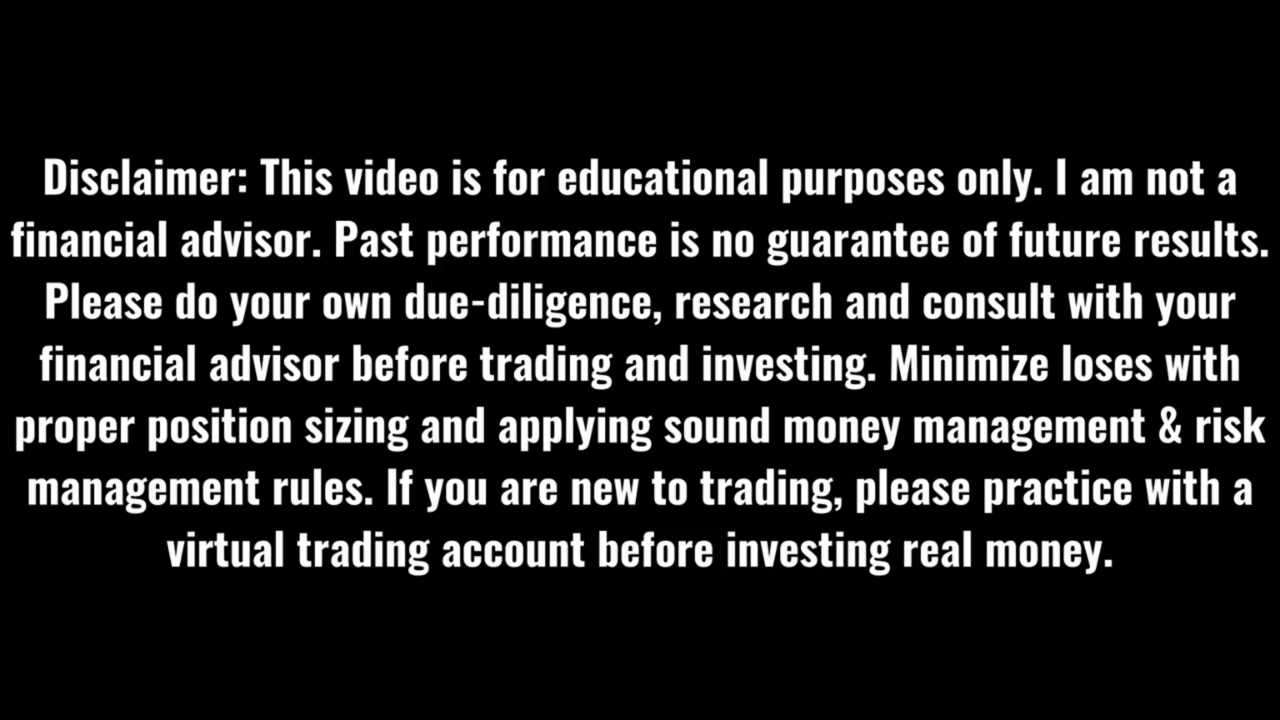 Disclaimer: This video is for educational purposes only. I am not a
financial advisor. Past performance is no guarantee of future results.
Please do your own due-diligence, research and consult with your
financial advisor before trading and investing. Minimize loses with
proper position sizing and applying sound money management & risk
management rules. If you are new to trading, please practice with a
virtual trading account before investing real money.